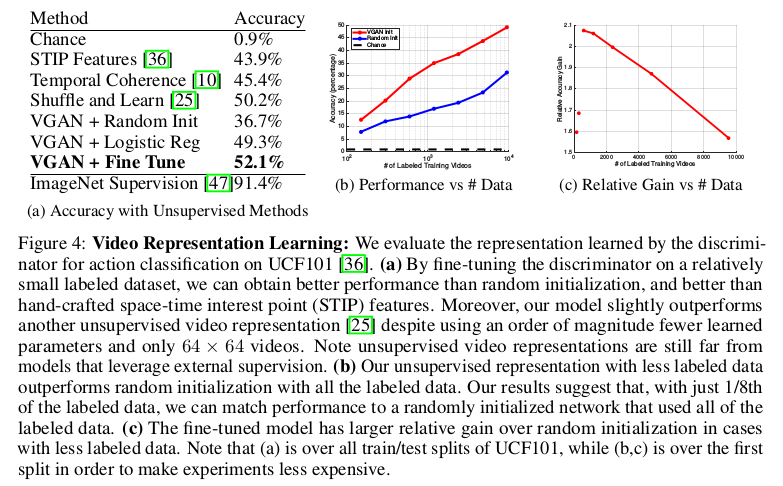 Method Accuracy
Chance 0.9%
STIP Features [36] 43.9%
Temporal Coherence [10] 45.4%
Shuffle and Learn [25] 50.2%
VGAN + Random Init 36.7%
VGAN + Logistic Reg 49.3%
VGAN + Fine Tune 52.1%
ImageNet Supervision [47] 91.4%
(a) Accuracy with Unsupervised Methods
Accuracy (percentage)
50
45
40
35
30
25
20
15
10
5
0
VGAN Init
Random Init
Chance
10² 10³ 10⁴
# of Labeled Training Videos
(b) Performance vs # Data
Relative Accuracy Gain
2.1
2
1.9
1.8
1.7
1.6
1.5
0 2000 4000 6000 8000 10000
# of Labeled Training Videos
(c) Relative Gain vs # Data
Figure 4: Video Representation Learning: We evaluate the representation learned by the discrimi-
nator for action classification on UCF101 [36]. (a) By fine-tuning the discriminator on a relatively
small labeled dataset, we can obtain better performance than random initialization, and better than
hand-crafted space-time interest point (STIP) features. Moreover, our model slightly outperforms
another unsupervised video representation [25] despite using an order of magnitude fewer learned
parameters and only 64 × 64 videos. Note unsupervised video representations are still far from
models that leverage external supervision. (b) Our unsupervised representation with less labeled data
outperforms random initialization with all the labeled data. Our results suggest that, with just 1/8th
of the labeled data, we can match performance to a randomly initialized network that used all of the
labeled data. (c) The fine-tuned model has larger relative gain over random initialization in cases
with less labeled data. Note that (a) is over all train/test splits of UCF101, while (b,c) is over the first
split in order to make experiments less expensive.